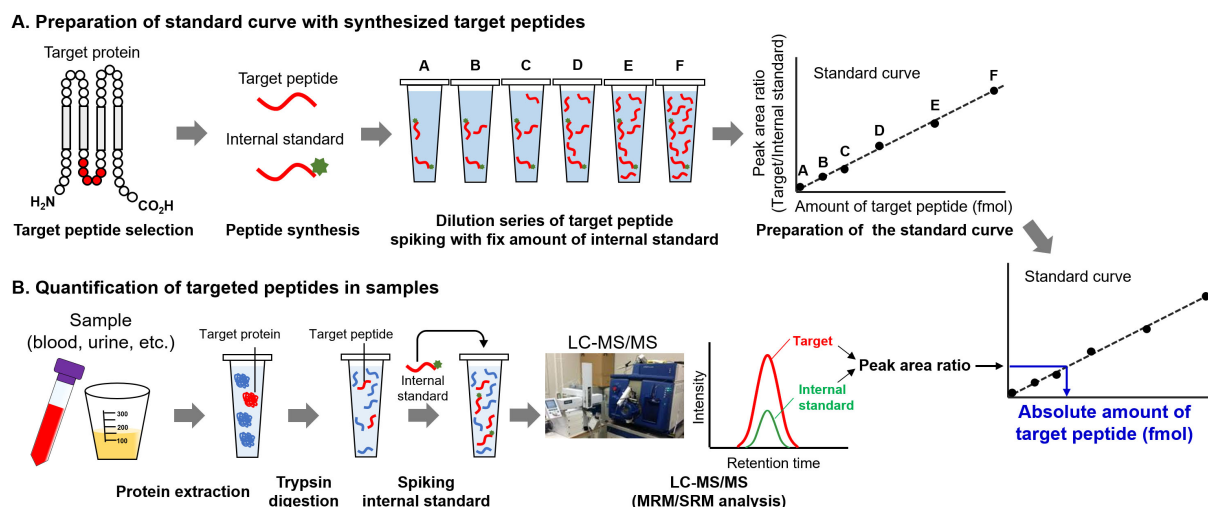 A. Preparation of standard curve with synthesized target peptides
Target protein
H₂N
CO₂H
Target peptide selection
Target peptide
Internal standard
Peptide synthesis
A B C D E F
Dilution series of target peptide
spiking with fix amount of internal standard
Peak area ratio
(Target/Internal standard)
Standard curve
A B C D E F
Amount of target peptide (fmol)
Preparation of the standard curve
B. Quantification of targeted peptides in samples
Sample
(blood, urine, etc.)
300
200
100
Protein extraction
Target protein
Trypsin
digestion
Target peptide
Internal
standard
Spiking
internal standard
LC-MS/MS
Intensity
Retention time
Target
Internal
standard
LC-MS/MS
(MRM/SRM analysis)
Peak area ratio
Standard curve
Absolute amount of
target peptide (fmol)